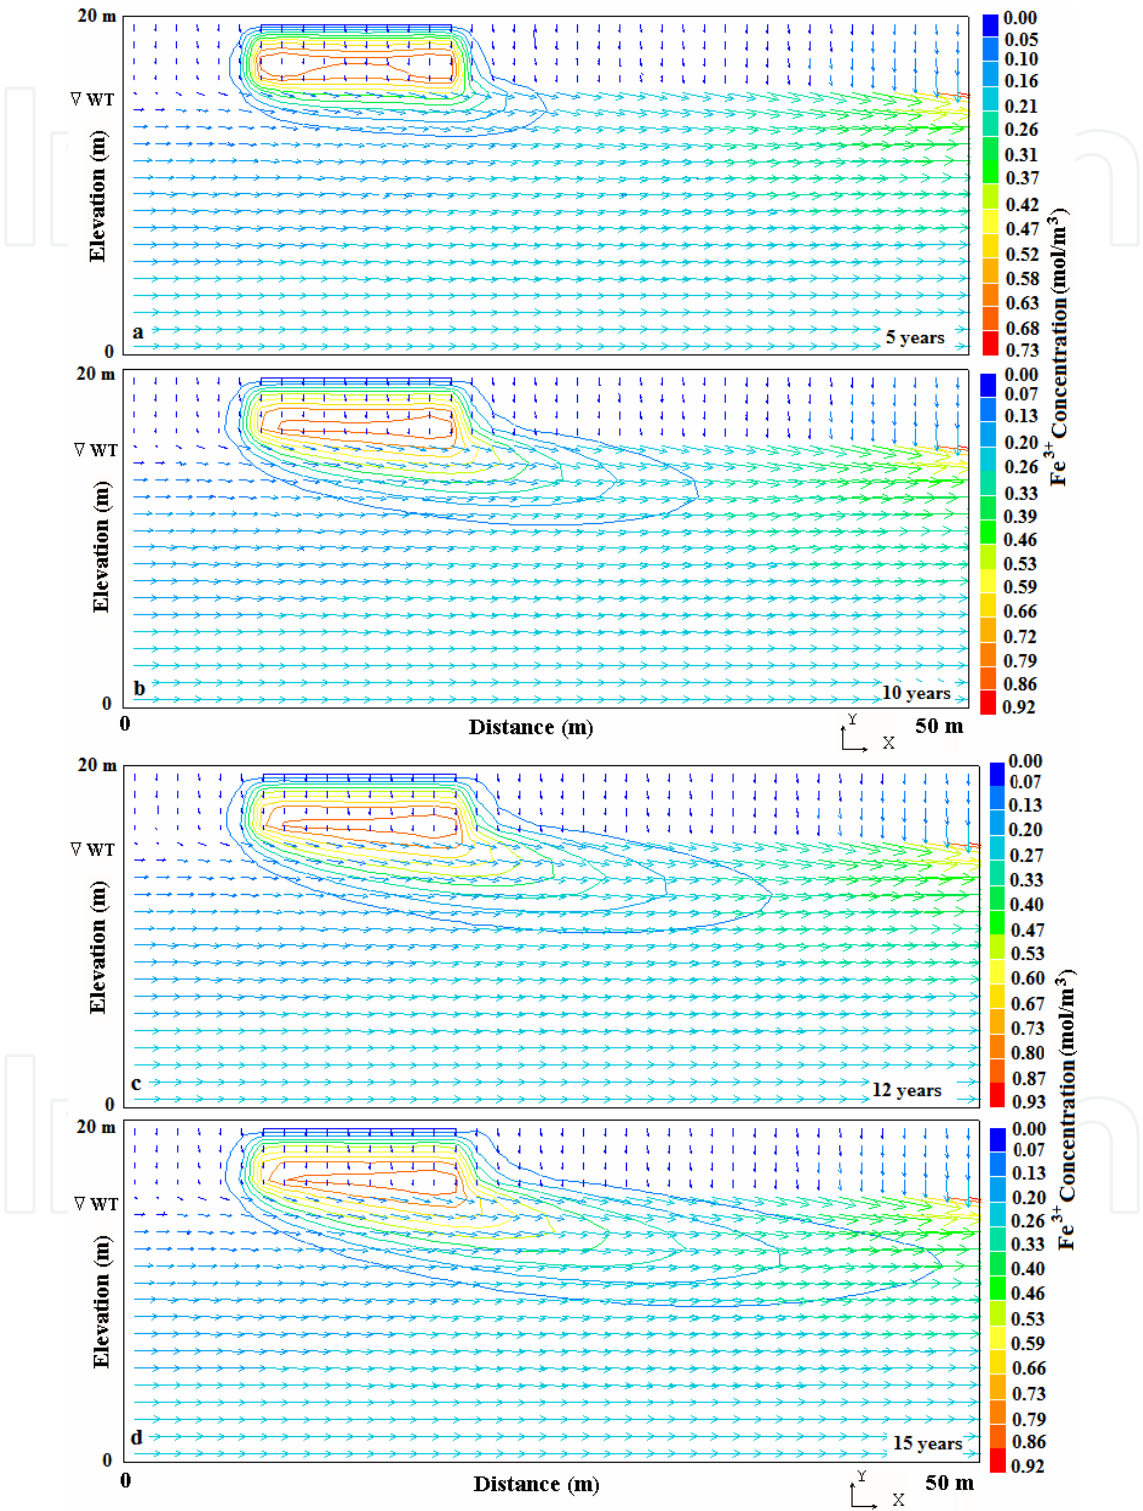 20 m
∇ WT
Elevation (m)
0
a
5 years
0.00
0.05
0.10
0.16
0.21
0.26
0.31
0.37
0.42
0.47
0.52
0.58
0.63
0.68
0.73
20 m
∇ WT
Elevation (m)
0
b
10 years
0.00
0.07
0.13
0.20
0.26
0.33
0.39
0.46
0.53
0.59
0.66
0.72
0.79
0.86
0.92
Fe³⁺ Concentration (mol/m³)
0
Distance (m)
50 m
Y
X
20 m
∇ WT
Elevation (m)
0
c
12 years
0.00
0.07
0.13
0.20
0.27
0.33
0.40
0.47
0.53
0.60
0.67
0.73
0.80
0.87
0.93
20 m
∇ WT
Elevation (m)
0
d
15 years
0.00
0.07
0.13
0.20
0.26
0.33
0.40
0.46
0.53
0.59
0.66
0.73
0.79
0.86
0.92
Fe³⁺ Concentration (mol/m³)
0
Distance (m)
50 m
Y
X